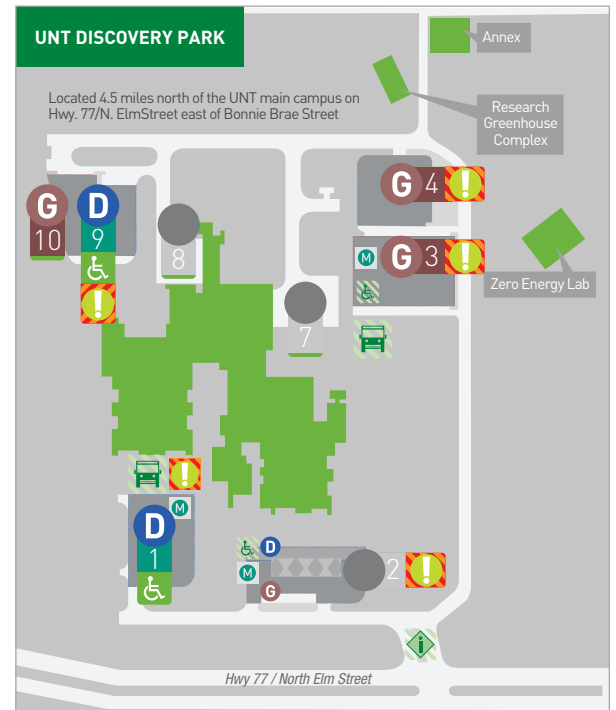 UNT DISCOVERY PARK
Located 4.5 miles north of the UNT main campus on
Hwy. 77/N. ElmStreet east of Bonnie Brae Street
Annex
Research
Greenhouse
Complex
G 4 !
G
10
D
9
!
8
M
G 3 !
Zero Energy Lab
7
!
M
D
1
D
M
G
2 !
i
Hwy 77 / North Elm Street